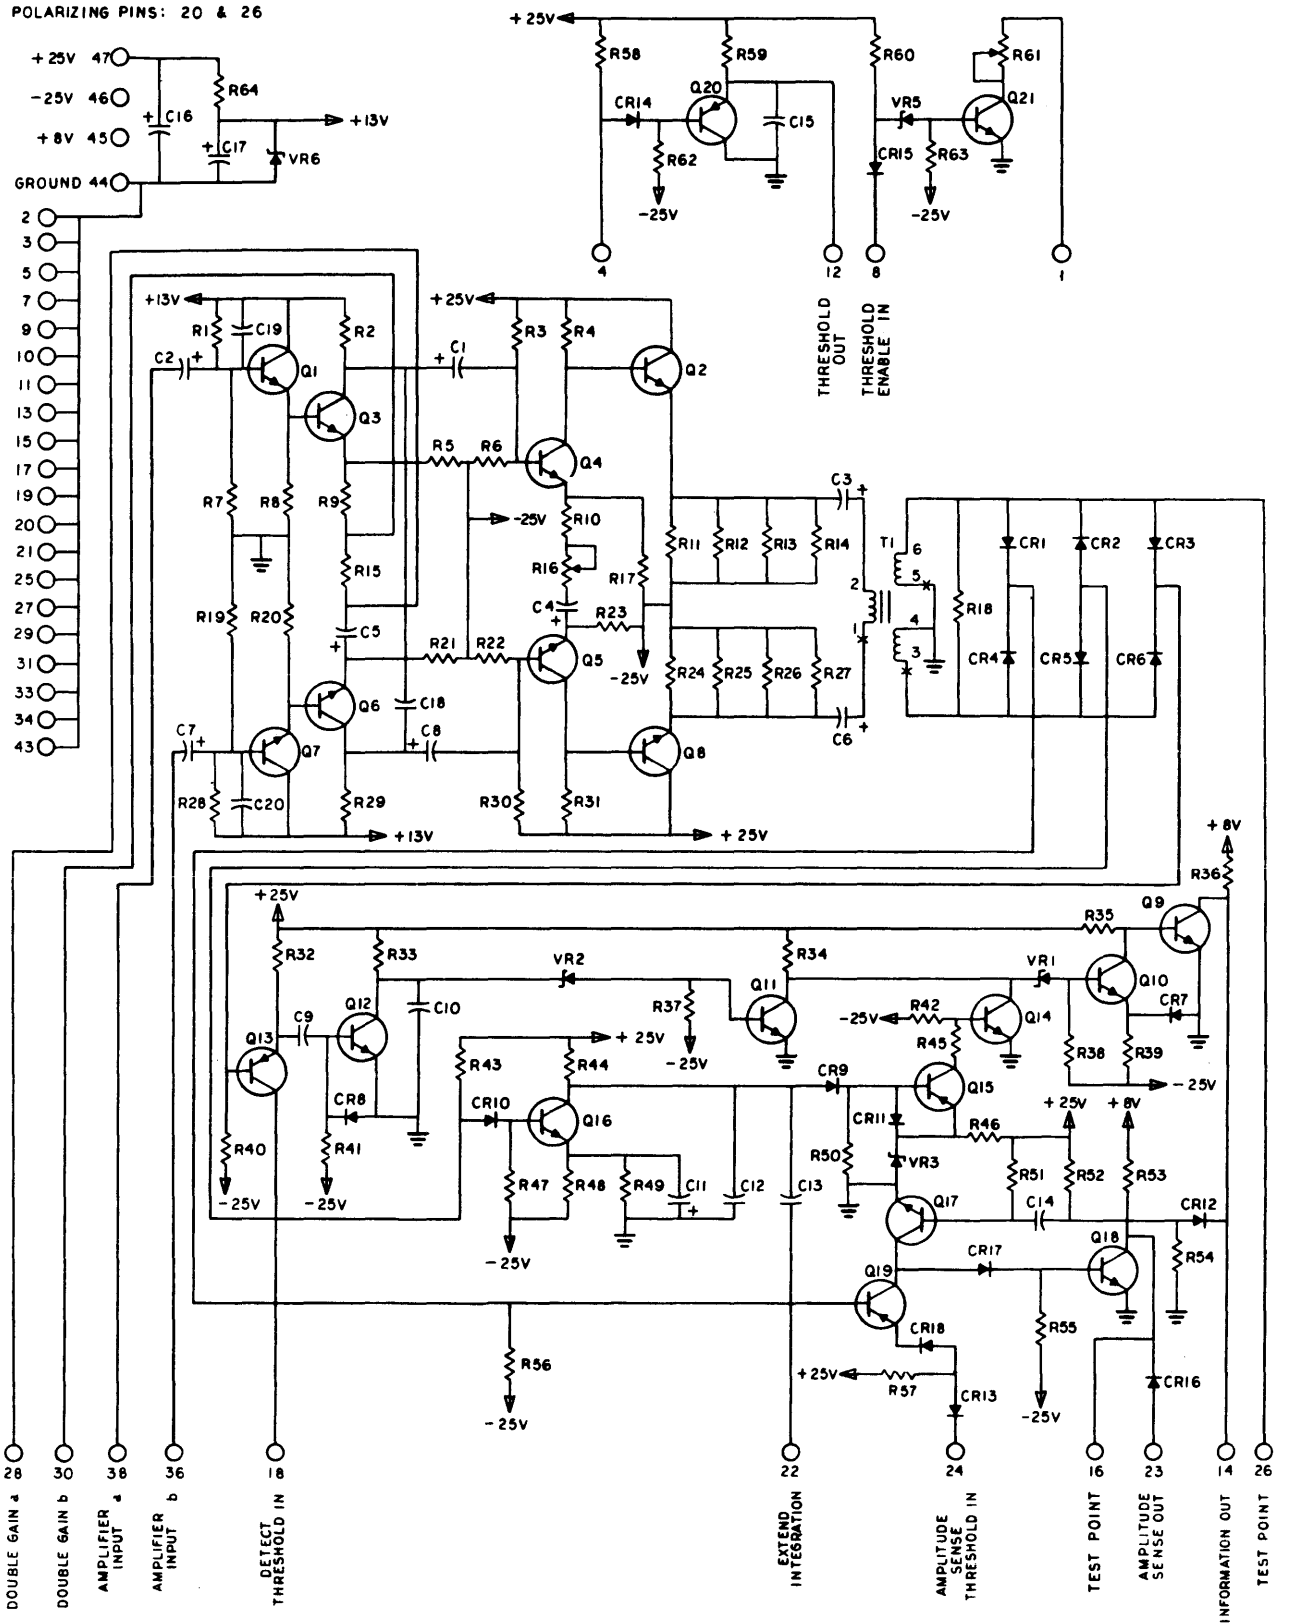 POLARIZING PINS: 20 & 26
+25V 47
-25V 46
+8V 45
GROUND 44
R64
C16
+
+13V
+
C17
VR6
+25V
R58
R59
R60
R61
Q20
Q21
CR14
VR5
C15
R62
CR15
R63
-25V
-25V
4
12
8
1
THRESHOLD OUT
THRESHOLD ENABLE IN
2
3
5
7
9
10
11
13
15
17
19
20
21
25
27
29
31
33
34
43
+13V
+25V
R1
C19
R2
C1
+
R3
R4
C2
+
Q1
Q2
Q3
R5
R6
Q4
R7
R8
R9
-25V
R10
C3
+
R11
R12
R13
R14
T1
6
CR1
CR2
CR3
R15
R16
R17
5
2
R18
R19
R20
C5
+
C4
+
R23
1
4
R21
R22
Q5
3
CR4
CR5
CR6
-25V
R24
R25
R26
R27
Q6
C18
C7
+
Q7
C8
+
Q8
C6
+
R28
C20
R29
R30
R31
+13V
+25V
+8V
R36
+25V
Q9
R35
R32
R33
R34
VR2
VR1
Q10
C9
Q12
C10
R37
Q11
CR7
Q13
-25V
R42
Q14
+25V
-25V
R45
R38
R39
R43
R44
-25V
CR8
CR10
Q16
CR9
Q15
+25V
+8V
CR11
R46
R40
R41
R50
VR3
R51
R52
R53
-25V
-25V
R47
R48
R49
C11
+
C12
C13
Q17
C14
CR12
-25V
Q18
R54
Q19
CR17
CR18
R55
R56
+25V
R57
CR13
CR16
-25V
-25V
28
30
38
36
18
22
24
16
23
14
26
DOUBLE GAIN a
DOUBLE GAIN b
AMPLIFIER INPUT a
AMPLIFIER INPUT b
DETECT THRESHOLD IN
EXTEND INTEGRATION
AMPLITUDE SENSE THRESHOLD IN
TEST POINT
AMPLITUDE SENSE OUT
INFORMATION OUT
TEST POINT